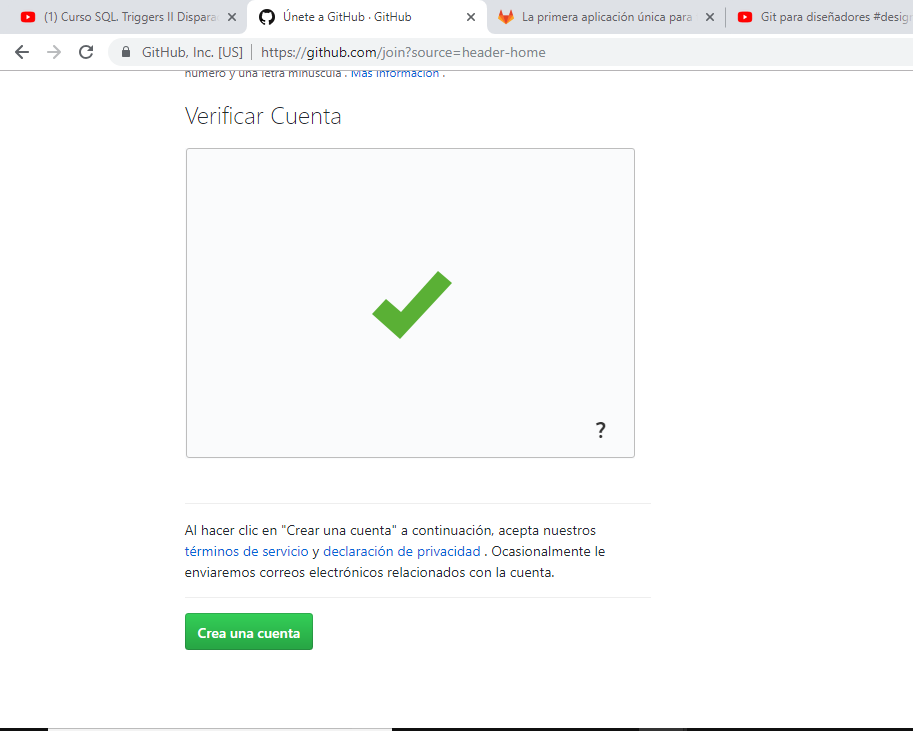 (1) Curso SQL. Triggers II Dispara
Únete a GitHub · GitHub
La primera aplicación única para
Git para diseñadores #desig
GitHub, Inc. [US]
https://github.com/join?source=header-home
número y una letra minúscula . Más información .
Verificar Cuenta
?
Al hacer clic en "Crear una cuenta" a continuación, acepta nuestros
términos de servicio y declaración de privacidad . Ocasionalmente le
enviaremos correos electrónicos relacionados con la cuenta.
Crea una cuenta